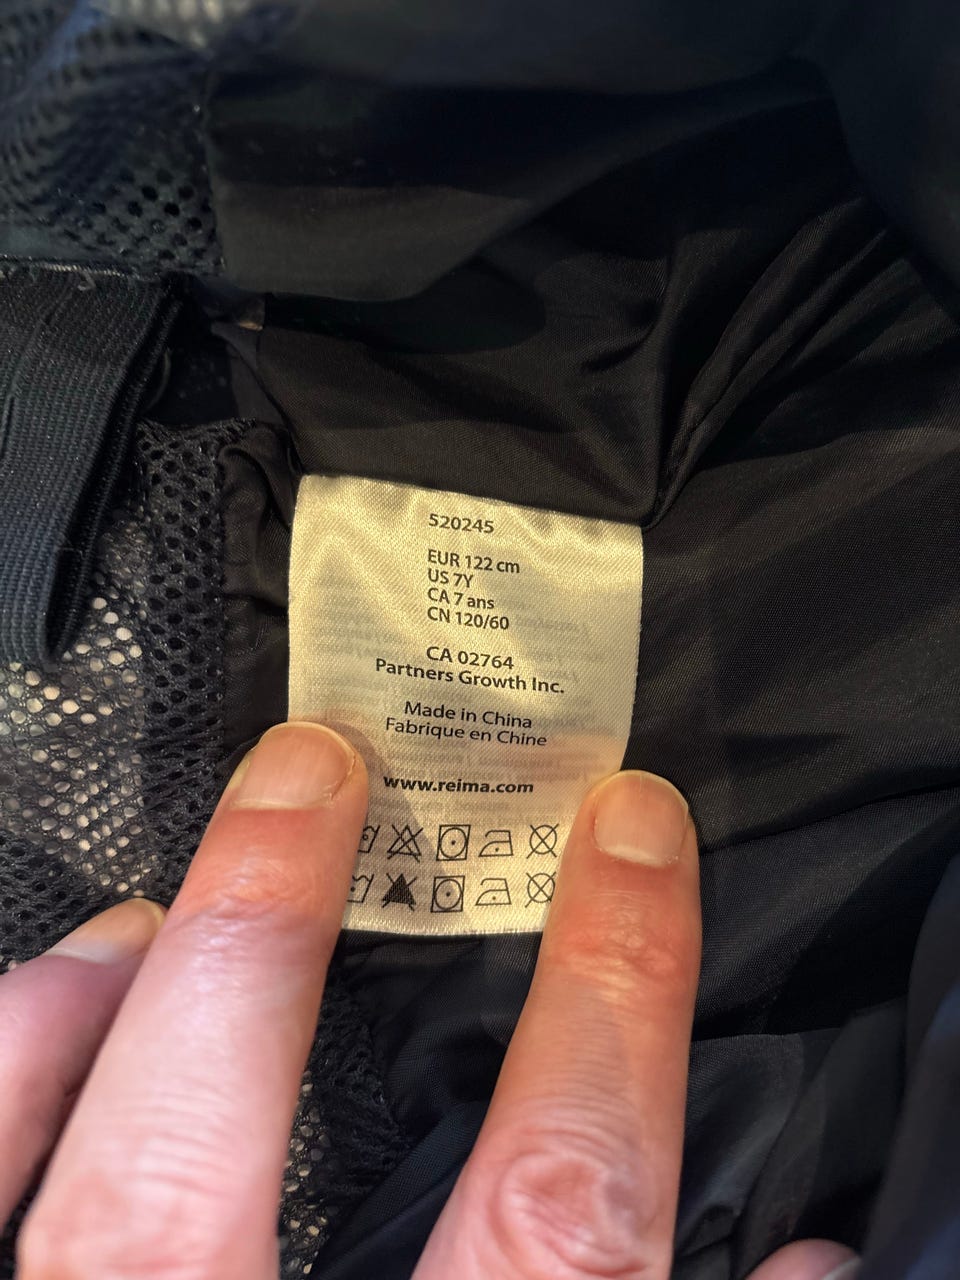 520245
EUR 122 cm
US 7Y
CA 7 ans
CN 120/60
CA 02764
Partners Growth Inc.
Made in China
Fabrique en Chine
www.reima.com